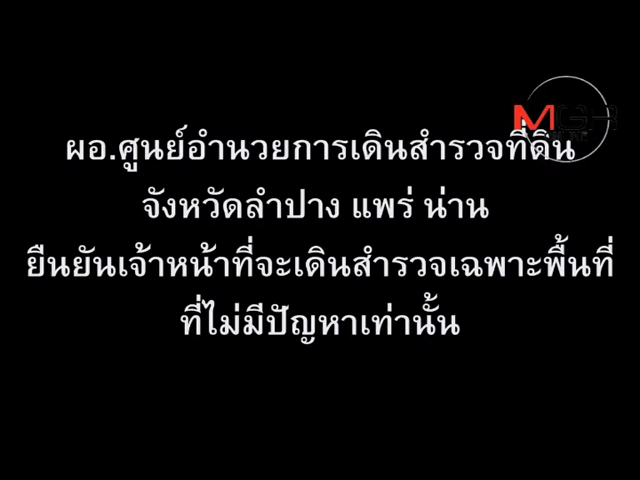 MGR
ผอ.ศูนย์อำนวยการเดินสำรวจที่ดิน
จังหวัดลำปาง แพร่ น่าน
ยืนยันเจ้าหน้าที่จะเดินสำรวจเฉพาะพื้นที่
ที่ไม่มีปัญหาเท่านั้น